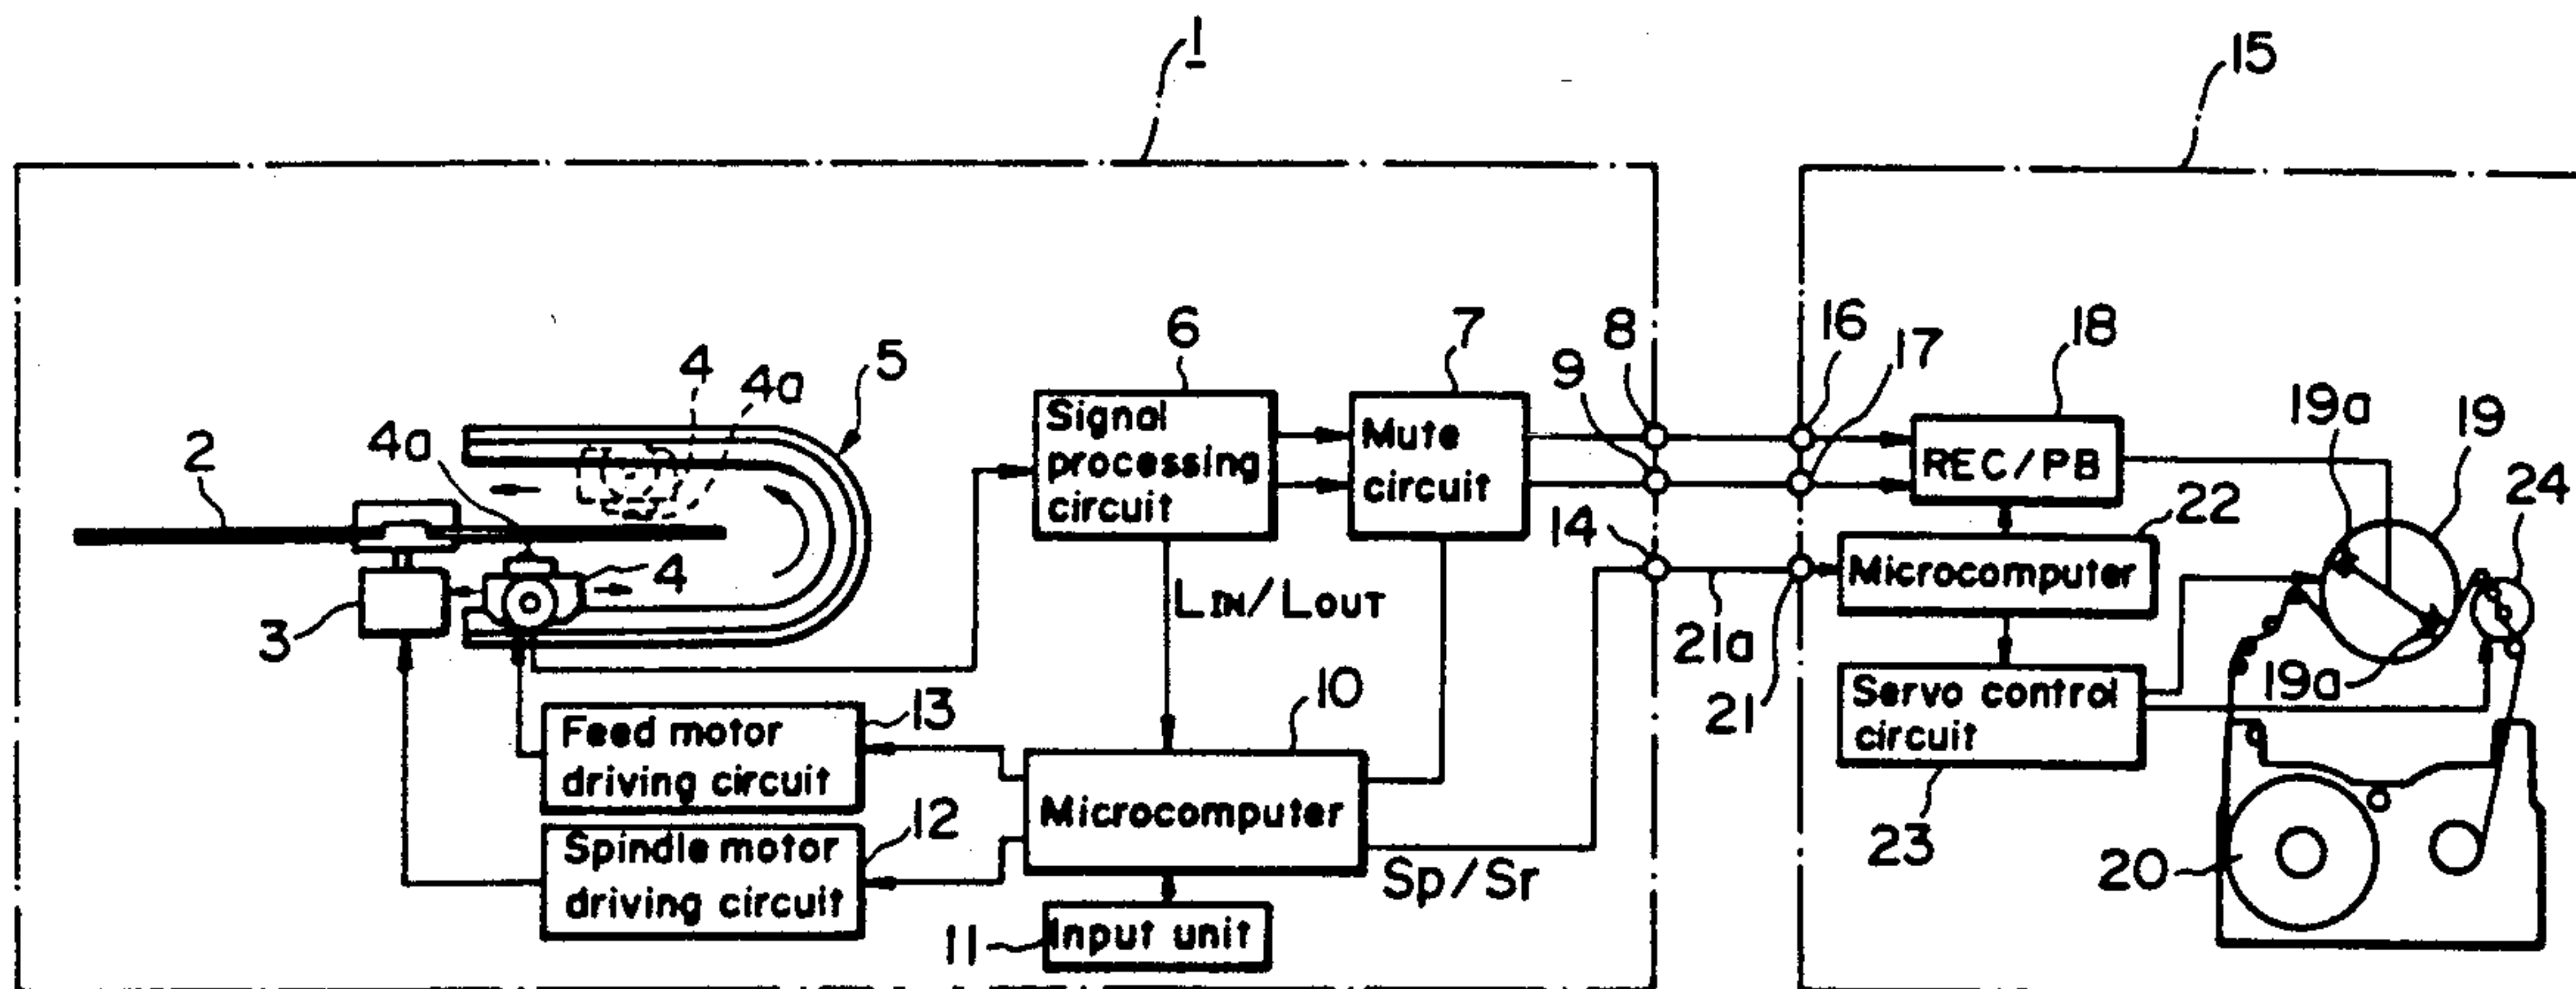 1
15
6
7
8
16
17
18
9
4
4a
5
19a
19
24
2
4a
Signal
processing
circuit
Mute
circuit
REC/PB
14
22
4
3
LIN/LOUT
21a
21
Microcomputer
19a
13
10
Servo control
circuit
Feed motor
driving circuit
12
Microcomputer
23
Spindle motor
driving circuit
Sp/Sr
20
11
Input unit